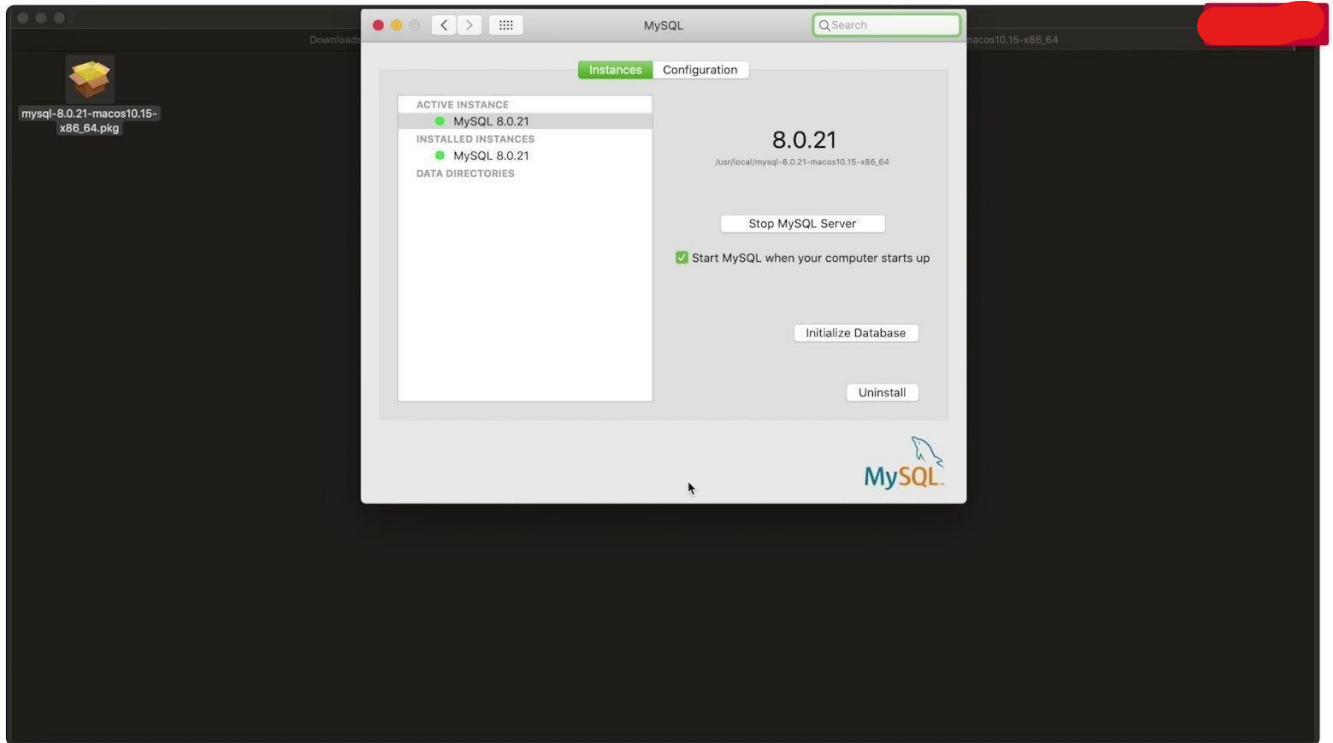 MySQL
Search
Downloads
macos10.15-x86_64
mysql-8.0.21-macos10.15-
x86_64.pkg
Instances
Configuration
ACTIVE INSTANCE
MySQL 8.0.21
INSTALLED INSTANCES
MySQL 8.0.21
DATA DIRECTORIES
8.0.21
/usr/local/mysql-8.0.21-macos10.15-x86_64
Stop MySQL Server
Start MySQL when your computer starts up
Initialize Database
Uninstall
MySQL